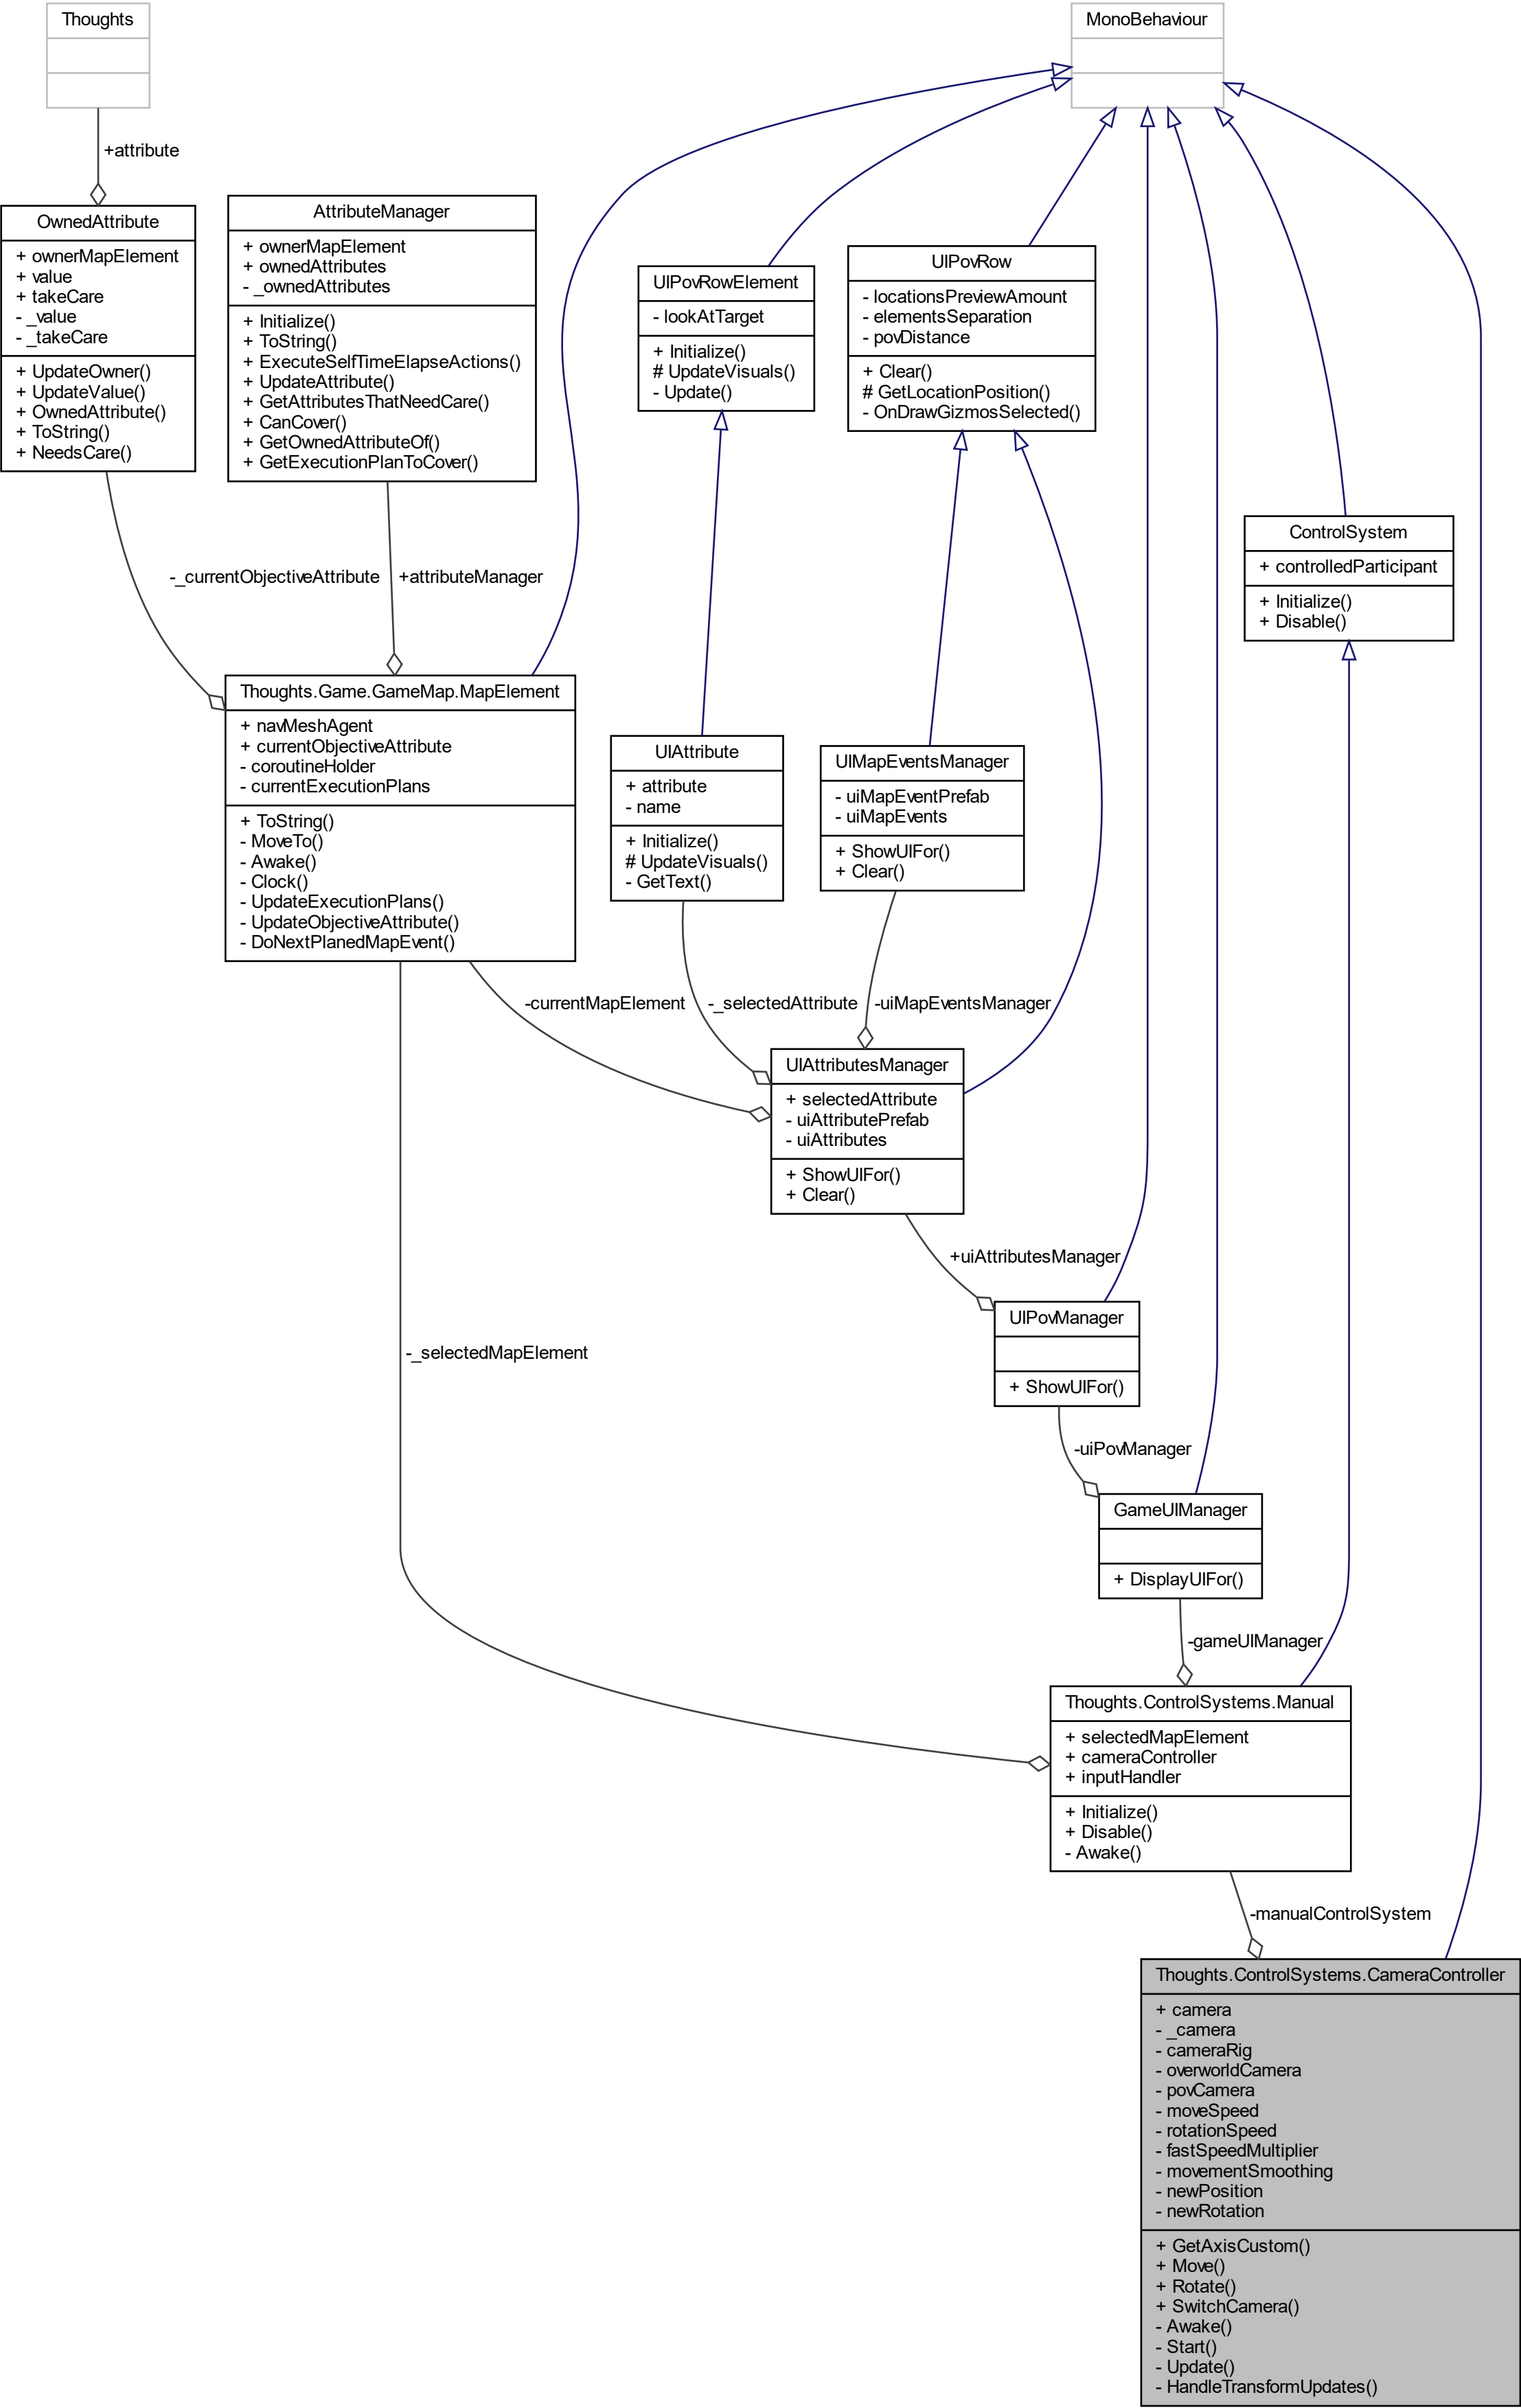 Thoughts
MonoBehaviour
+attribute
OwnedAttribute
+ ownerMapElement
+ value
+ takeCare
- _value
- _takeCare
+ UpdateOwner()
+ UpdateValue()
+ OwnedAttribute()
+ ToString()
+ NeedsCare()
AttributeManager
+ ownerMapElement
+ ownedAttributes
- _ownedAttributes
+ Initialize()
+ ToString()
+ ExecuteSelfTimeElapseActions()
+ UpdateAttribute()
+ GetAttributesThatNeedCare()
+ CanCover()
+ GetOwnedAttributeOf()
+ GetExecutionPlanToCover()
UIPovRowElement
- lookAtTarget
+ Initialize()
# UpdateVisuals()
- Update()
UIPovRow
- locationsPreviewAmount
- elementsSeparation
- povDistance
+ Clear()
# GetLocationPosition()
- OnDrawGizmosSelected()
ControlSystem
+ controlledParticipant
+ Initialize()
+ Disable()
-_currentObjectiveAttribute
+attributeManager
Thoughts.Game.GameMap.MapElement
+ navMeshAgent
+ currentObjectiveAttribute
- coroutineHolder
- currentExecutionPlans
+ ToString()
- MoveTo()
- Awake()
- Clock()
- UpdateExecutionPlans()
- UpdateObjectiveAttribute()
- DoNextPlanedMapEvent()
UIAttribute
+ attribute
- name
+ Initialize()
# UpdateVisuals()
- GetText()
UIMapEventsManager
- uiMapEventPrefab
- uiMapEvents
+ ShowUIFor()
+ Clear()
-currentMapElement
-_selectedAttribute
-uiMapEventsManager
UIAttributesManager
+ selectedAttribute
- uiAttributePrefab
- uiAttributes
+ ShowUIFor()
+ Clear()
+uiAttributesManager
UIPovManager
+ ShowUIFor()
-_selectedMapElement
-uiPovManager
GameUIManager
+ DisplayUIFor()
-gameUIManager
Thoughts.ControlSystems.Manual
+ selectedMapElement
+ cameraController
+ inputHandler
+ Initialize()
+ Disable()
- Awake()
-manualControlSystem
Thoughts.ControlSystems.CameraController
+ camera
- _camera
- cameraRig
- overworldCamera
- povCamera
- moveSpeed
- rotationSpeed
- fastSpeedMultiplier
- movementSmoothing
- newPosition
- newRotation
+ GetAxisCustom()
+ Move()
+ Rotate()
+ SwitchCamera()
- Awake()
- Start()
- Update()
- HandleTransformUpdates()